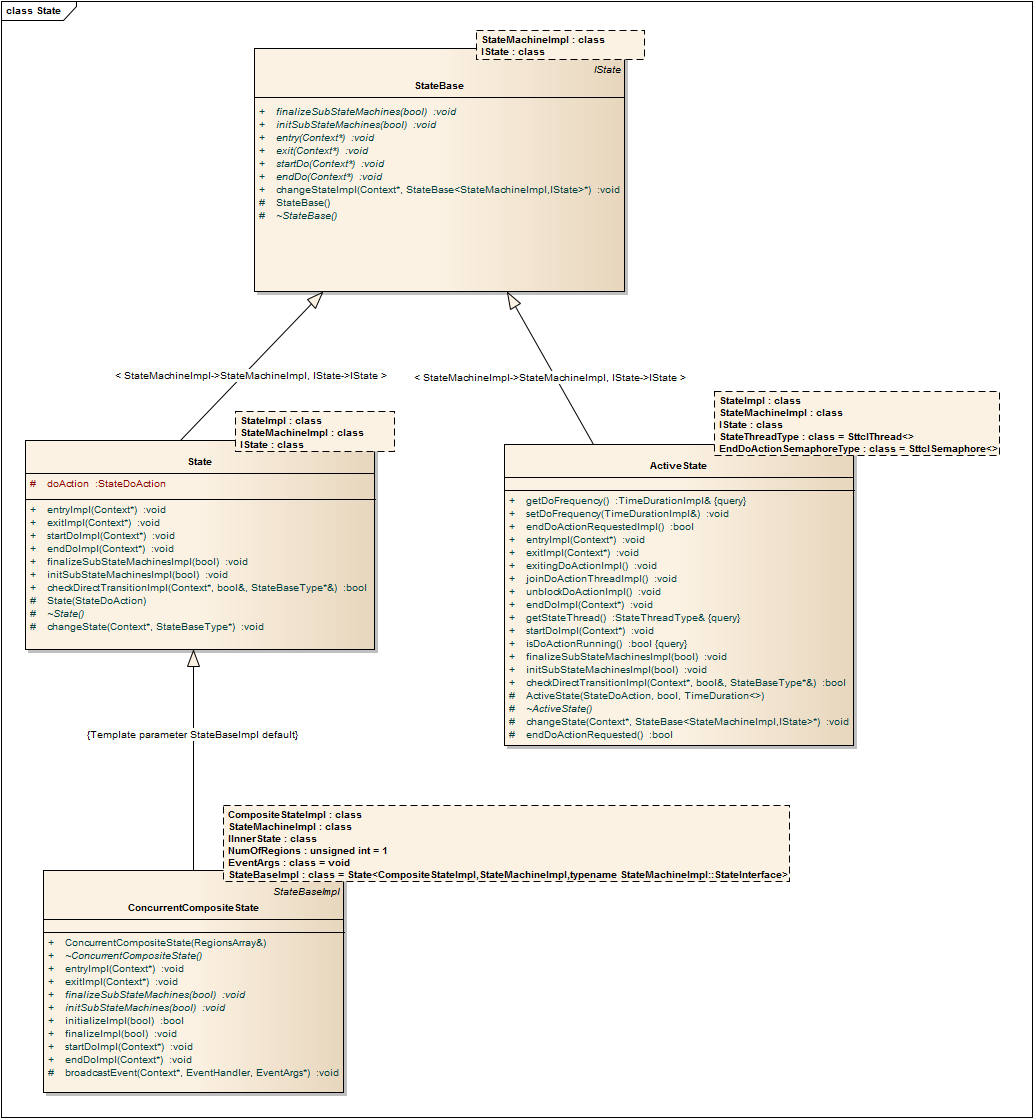 class State
StateMachineImpl : class
IState : class
IState
StateBase
+ finalizeSubStateMachines(bool) :void
+ initSubStateMachines(bool) :void
+ entry(Context*) :void
+ exit(Context*) :void
+ startDo(Context*) :void
+ endDo(Context*) :void
+ changeStateImpl(Context*, StateBase<StateMachineImpl,IState>*) :void
# StateBase()
# ~StateBase()
< StateMachineImpl->StateMachineImpl, IState->IState >
< StateMachineImpl->StateMachineImpl, IState->IState >
StateImpl : class
StateMachineImpl : class
IState : class
State
# doAction :StateDoAction
+ entryImpl(Context*) :void
+ exitImpl(Context*) :void
+ startDoImpl(Context*) :void
+ endDoImpl(Context*) :void
+ finalizeSubStateMachinesImpl(bool) :void
+ initSubStateMachinesImpl(bool) :void
+ checkDirectTransitionImpl(Context*, bool&, StateBaseType*&) :bool
# State(StateDoAction)
# ~State()
# changeState(Context*, StateBaseType*) :void
StateImpl : class
StateMachineImpl : class
IState : class
StateThreadType : class = SttclThread<>
EndDoActionSemaphoreType : class = SttclSemaphore<>
ActiveState
+ getDoFrequency() :TimeDurationImpl& {query}
+ setDoFrequency(TimeDurationImpl&) :void
+ endDoActionRequestedImpl() :bool
+ entryImpl(Context*) :void
+ exitImpl(Context*) :void
+ exitingDoActionImpl() :void
+ joinDoActionThreadImpl() :void
+ unblockDoActionImpl() :void
+ endDoImpl(Context*) :void
+ getStateThread() :StateThreadType& {query}
+ startDoImpl(Context*) :void
+ isDoActionRunning() :bool {query}
+ finalizeSubStateMachinesImpl(bool) :void
+ initSubStateMachinesImpl(bool) :void
+ checkDirectTransitionImpl(Context*, bool&, StateBaseType*&) :bool
# ActiveState(StateDoAction, bool, TimeDuration<>)
# ~ActiveState()
# changeState(Context*, StateBase<StateMachineImpl,IState>*) :void
# endDoActionRequested() :bool
{Template parameter StateBaseImpl default}
CompositeStateImpl : class
StateMachineImpl : class
IInnerState : class
NumOfRegions : unsigned int = 1
EventArgs : class = void
StateBaseImpl : class = State<CompositeStateImpl,StateMachineImpl,typename StateMachineImpl::StateInterface>
StateBaseImpl
ConcurrentCompositeState
+ ConcurrentCompositeState(RegionsArray&)
+ ~ConcurrentCompositeState()
+ entryImpl(Context*) :void
+ exitImpl(Context*) :void
+ finalizeSubStateMachines(bool) :void
+ initSubStateMachines(bool) :void
+ initializeImpl(bool) :bool
+ finalizeImpl(bool) :void
+ startDoImpl(Context*) :void
+ endDoImpl(Context*) :void
# broadcastEvent(Context*, EventHandler, EventArgs*) :void